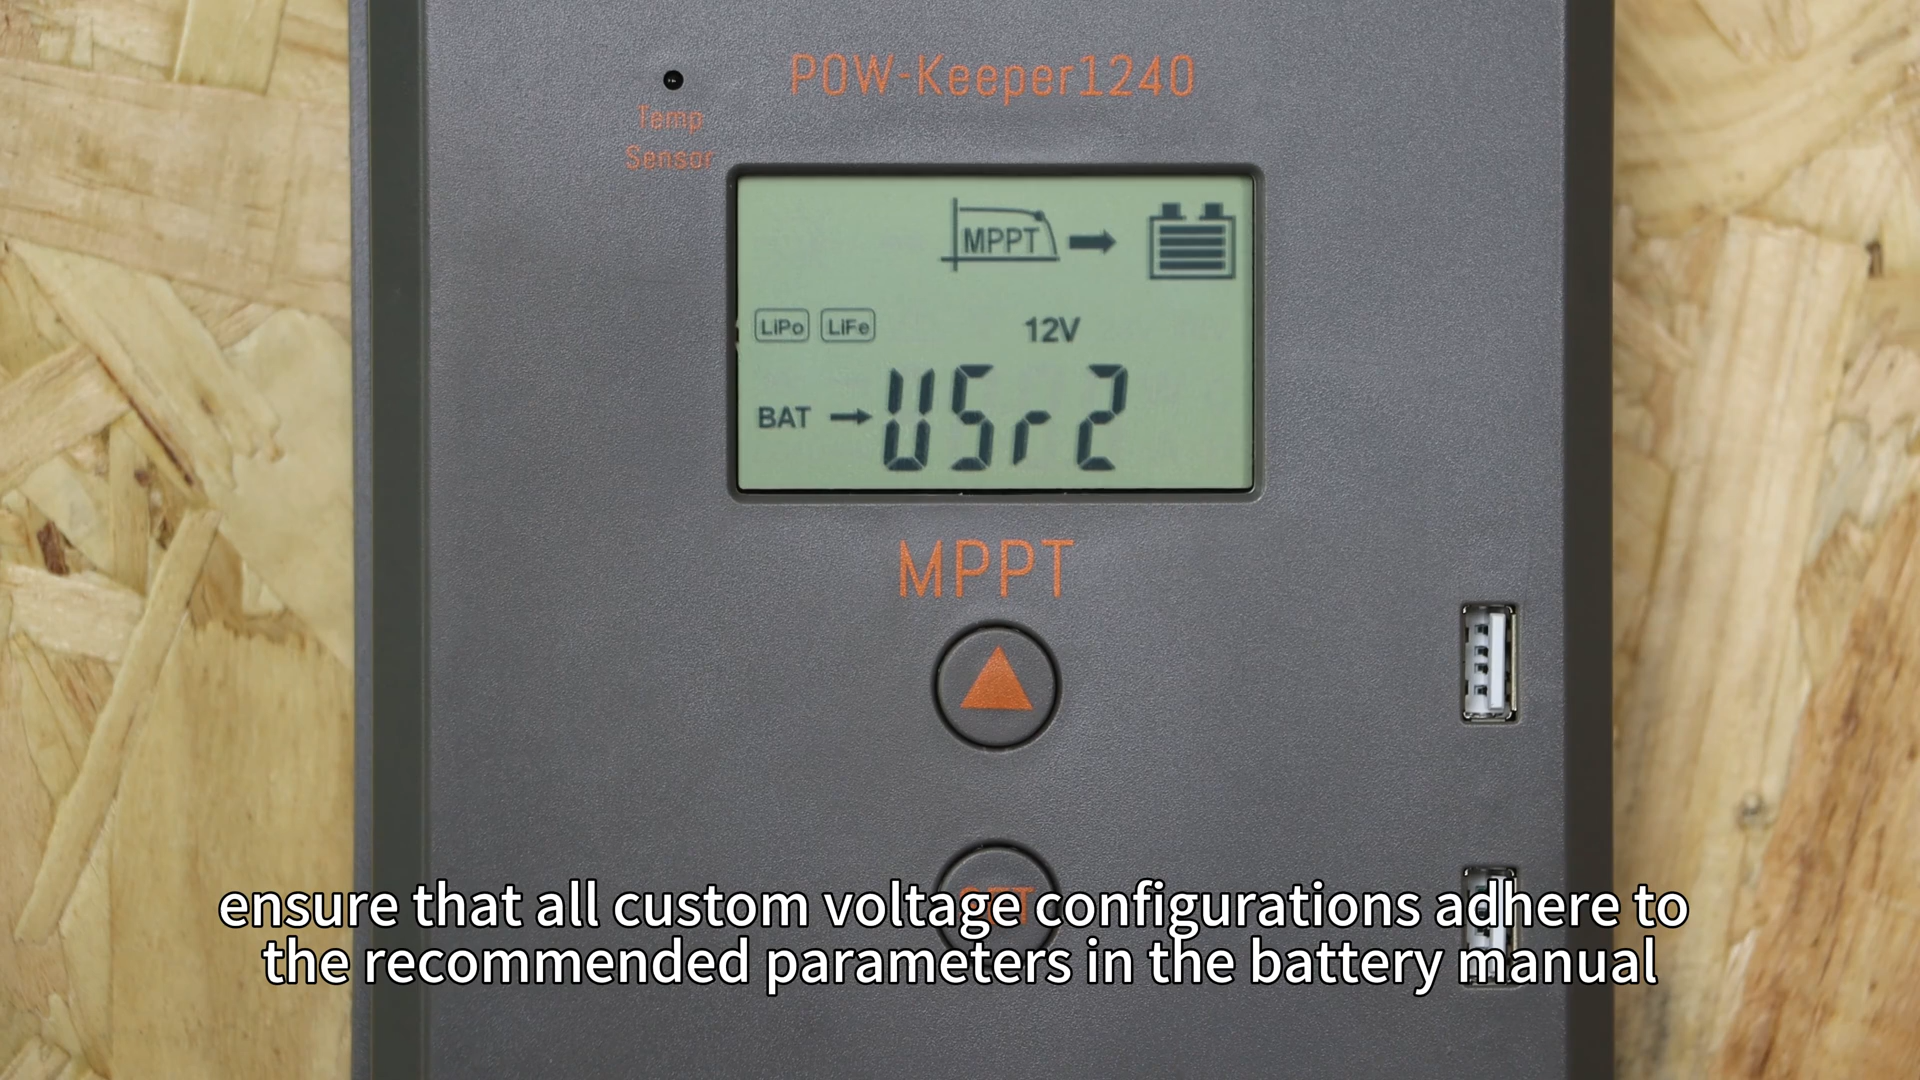 POW-Keeper1240
Temp
Sensor
MPPT
LiPo LiFe 12V
BAT USr2
MPPT
SET
ensure that all custom voltage configurations adhere to
the recommended parameters in the battery manual